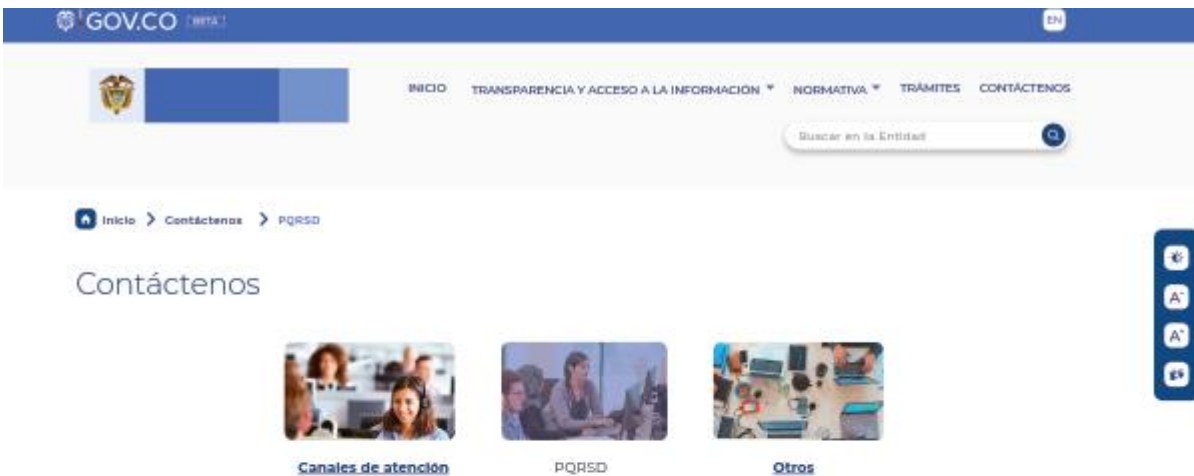 GOV.CO BETA
EN
INICIO TRANSPARENCIA Y ACCESO A LA INFORMACIÓN NORMATIVA TRÁMITES CONTÁCTENOS
Buscar en la Entidad
Inicio > Contáctenos > PQRSD
Contáctenos
A-
A+
Canales de atención PQRSD Otros